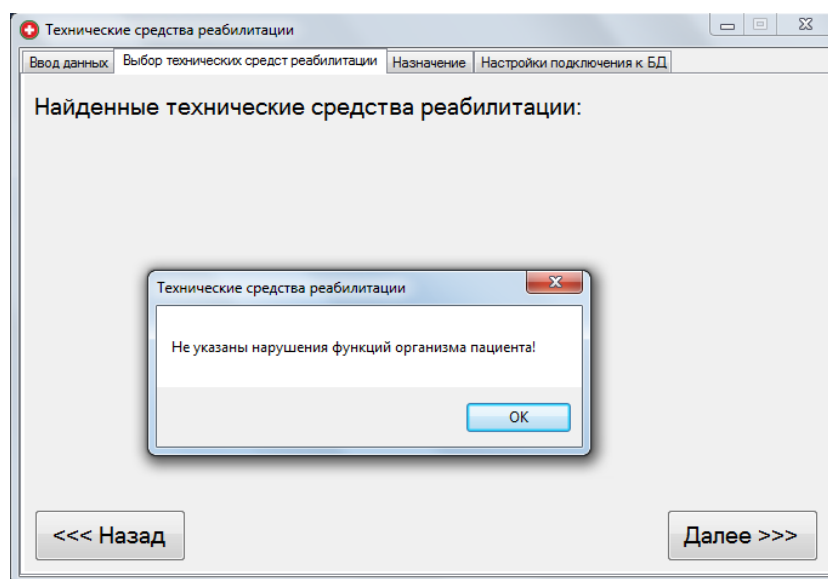 Технические средства реабилитации
Ввод данных Выбор технических средст реабилитации Назначение Настройки подключения к БД
Найденные технические средства реабилитации:
Технические средства реабилитации
Не указаны нарушения функций организма пациента!
OK
<<< Назад Далее >>>